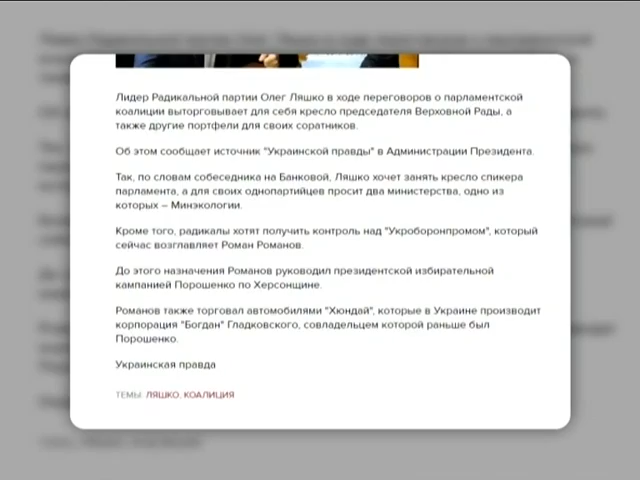 Лидер Радикальной партии Олег Ляшко в ходе переговоров о парламентской
коалиции выторговывает для себя кресло председателя Верховной Рады, а
также другие портфели для своих соратников.
Об этом сообщает источник "Украинской правды" в Администрации Президента.
Так, по словам собеседника на Банковой, Ляшко хочет занять кресло спикера
парламента, а для своих однопартийцев просит два министерства, одно из
которых – Минэкологии.
Кроме того, радикалы хотят получить контроль над "Укроборонпромом", который
сейчас возглавляет Роман Романов.
До этого назначения Романов руководил президентской избирательной
кампанией Порошенко по Херсонщине.
Романов также торговал автомобилями "Хюндай", которые в Украине производит
корпорация "Богдан" Гладковского, совладельцем которой раньше был
Порошенко.
Украинская правда
ТЕМЫ: ЛЯШКО, КОАЛИЦИЯ